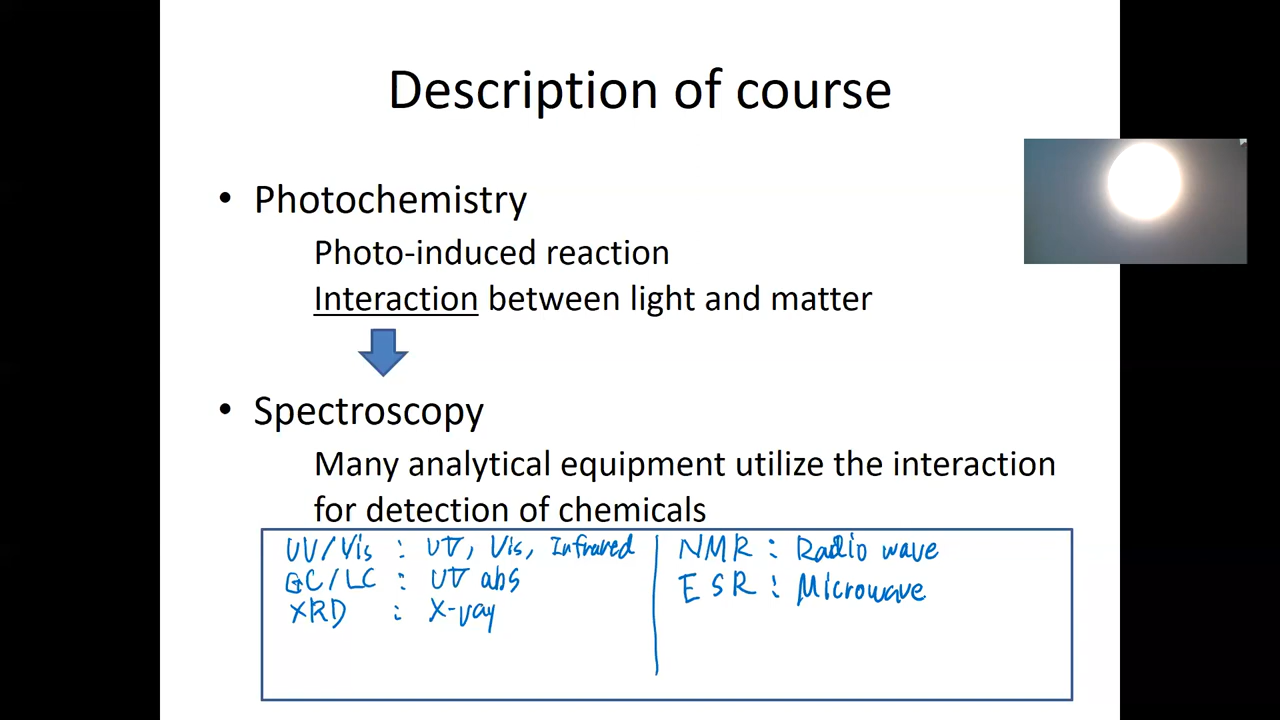 Description of course
• Photochemistry
Photo-induced reaction
Interaction between light and matter
• Spectroscopy
Many analytical equipment utilize the interaction
for detection of chemicals
UV/Vis : UV, Vis, Infrared
GC/LC : UV abs
XRD : X-ray
NMR : Radio wave
ESR : Microwave